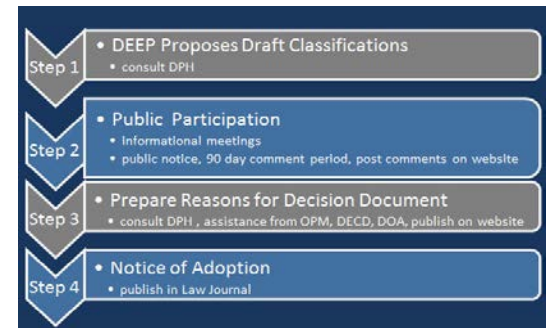 Step 1
• DEEP Proposes Draft Classifications
• consult DPH
Step 2
• Public Participation
• Informational meetings
• public notice, 90 day comment period, post comments on website
Step 3
• Prepare Reasons for Decision Document
• consult DPH , assistance from OPM, DECD, DOA, publish on website
Step 4
• Notice of Adoption
• publish in Law Journal